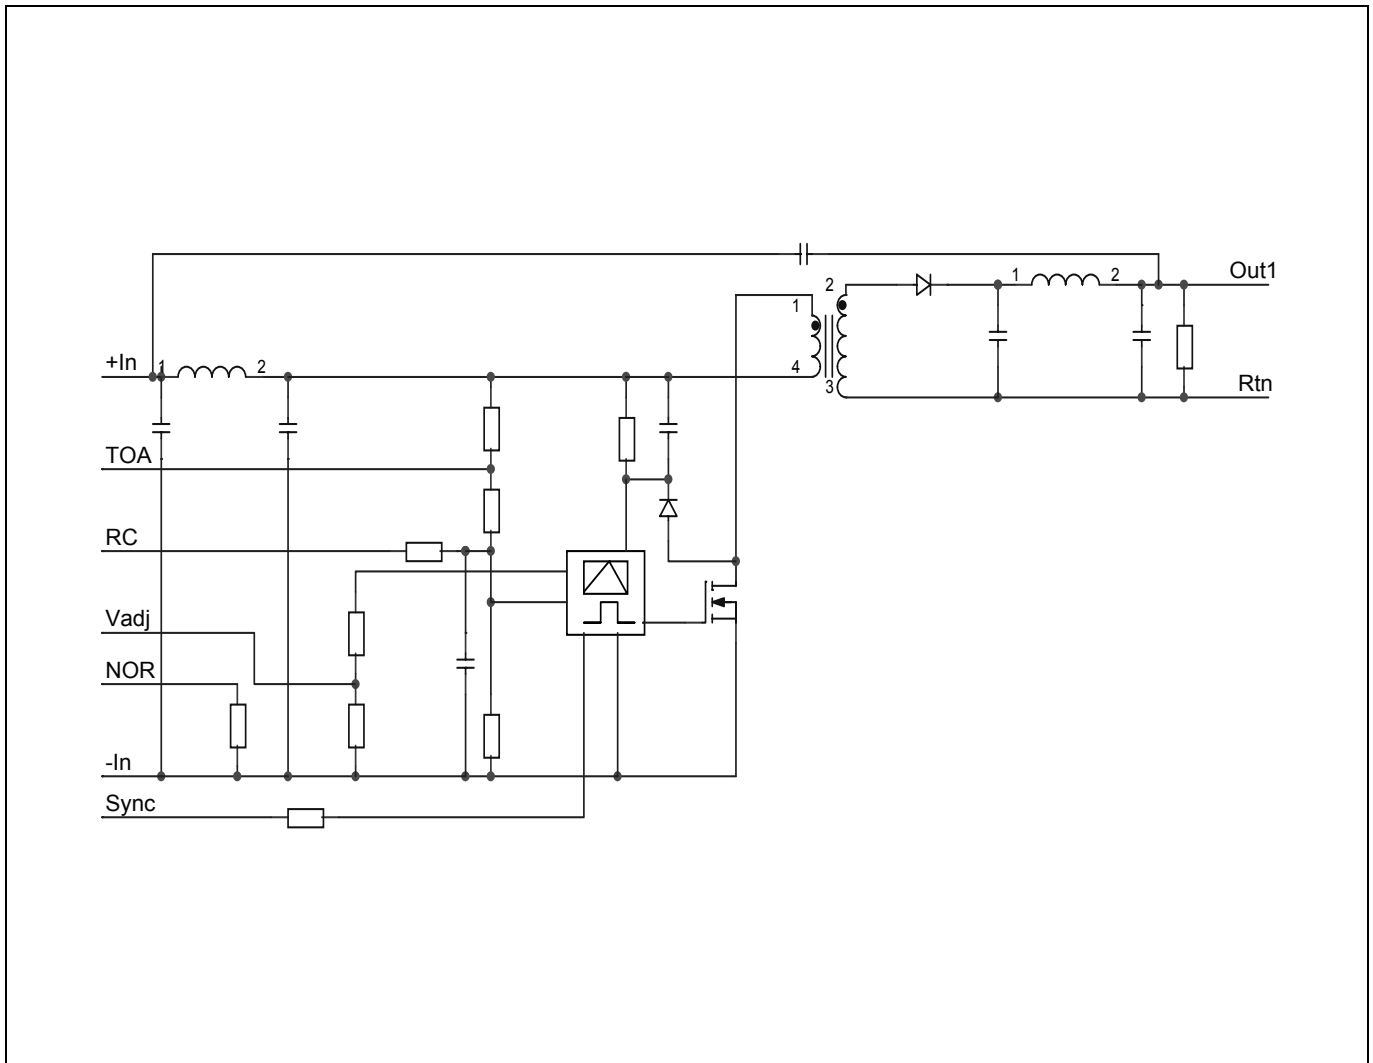 1 2 Out1
2
1
+In 1 2 4 3 Rtn
TOA
RC
Vadj
NOR
-In
Sync